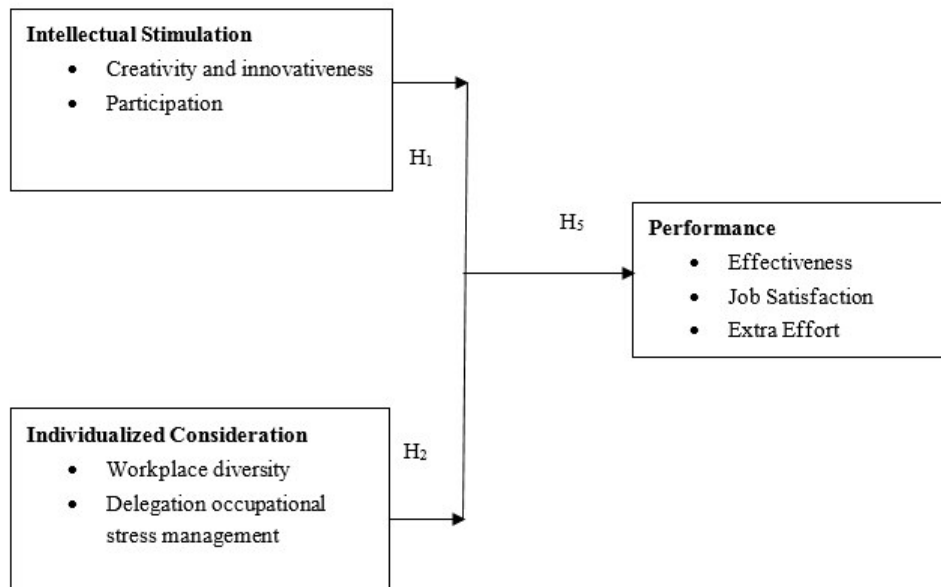 Intellectual Stimulation
• Creativity and innovativeness
• Participation
H₁
H₅
Performance
• Effectiveness
• Job Satisfaction
• Extra Effort
Individualized Consideration
• Workplace diversity
• Delegation occupational
stress management
H₂